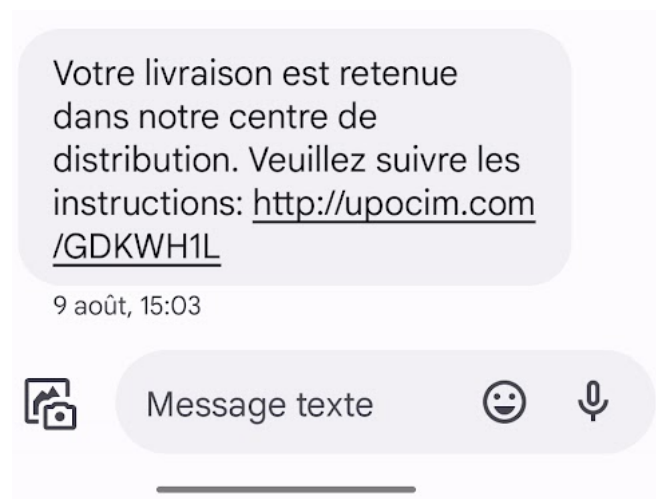 Votre livraison est retenue
dans notre centre de
distribution. Veuillez suivre les
instructions: http://upocim.com
/GDKWH1L
9 août, 15:03
Message texte